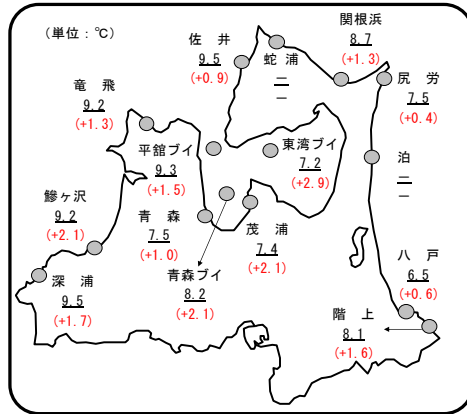 （単位：℃）
関根浜
8.7
(+1.3)
佐井
9.5
(+0.9)
蛇浦
二一
尻労
7.5
(+0.4)
竜飛
9.2
(+1.3)
平舘ブイ
9.3
(+1.5)
東湾ブイ
7.2
(+2.9)
泊
二一
鰺ヶ沢
9.2
(+2.1)
青森
7.5
(+1.0)
茂浦
7.4
(+2.1)
青森ブイ
8.2
(+2.1)
深浦
9.5
(+1.7)
八戸
6.5
(+0.6)
階上
8.1
(+1.6)